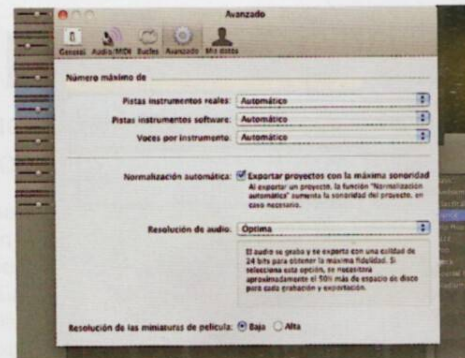 Avanzado
General Audio/MIDI Bucles Avanzado Mis datos
Número máximo de
Pistas instrumentos reales: Automático
Pistas instrumentos software: Automático
Voces por instrumento: Automático
Normalización automática: Exportar proyectos con la máxima sonoridad
Al exportar un proyecto, la función "Normalización
automática" aumenta la sonoridad del proyecto, en
caso necesario.
Resolución de audio: Óptima
El audio se graba y se exporta con una calidad de
24 bits para obtener la máxima fidelidad. Si
selecciona esta opción, se necesitará
aproximadamente el 50% más de espacio de disco
para cada grabación y exportación.
Resolución de las miniaturas de película: Baja Alta